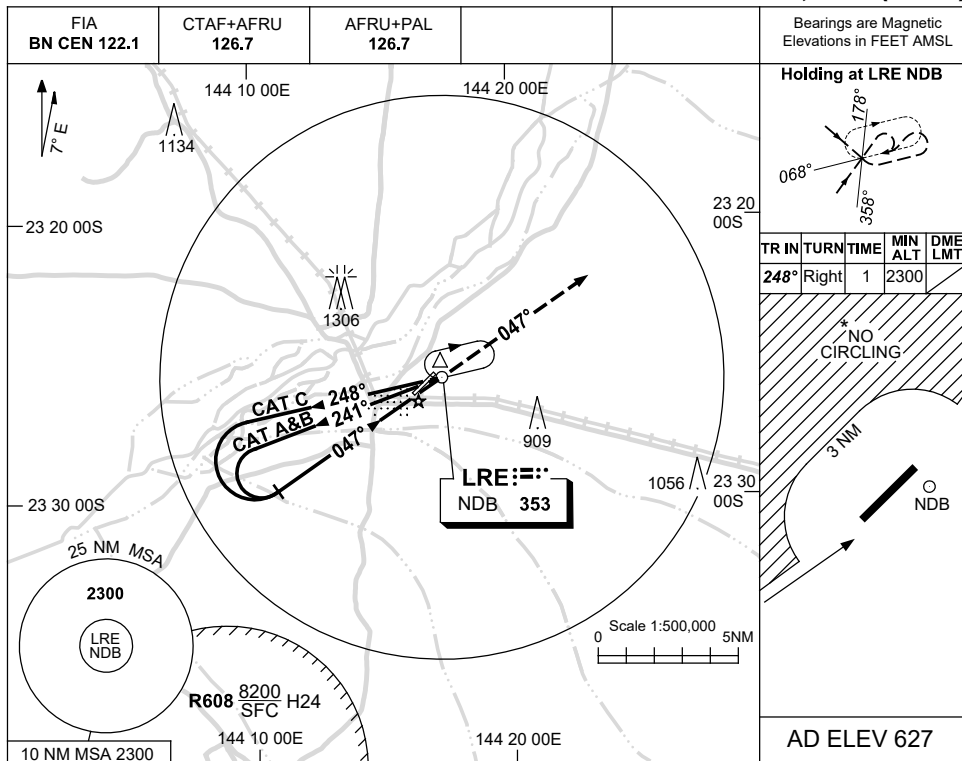 FIA
BN CEN 122.1
CTAF+AFRU
126.7
AFRU+PAL
126.7
Bearings are Magnetic
Elevations in FEET AMSL
7° E
144 10 00E
144 20 00E
1134
23 20 00S
23 20
00S
1306
047°
CAT C
248°
CAT A&B
241°
047°
909
1056
LRE
NDB 353
23 30 00S
23 30
00S
25 NM MSA
2300
LRE
NDB
10 NM MSA 2300
R608 8200
SFC H24
144 10 00E
144 20 00E
Scale 1:500,000
0
5NM
Holding at LRE NDB
178°
068°
358°
TR IN TURN TIME MIN ALT DME LMT
248° Right 1 2300
*NO
CIRCLING
3 NM
NDB
AD ELEV 627